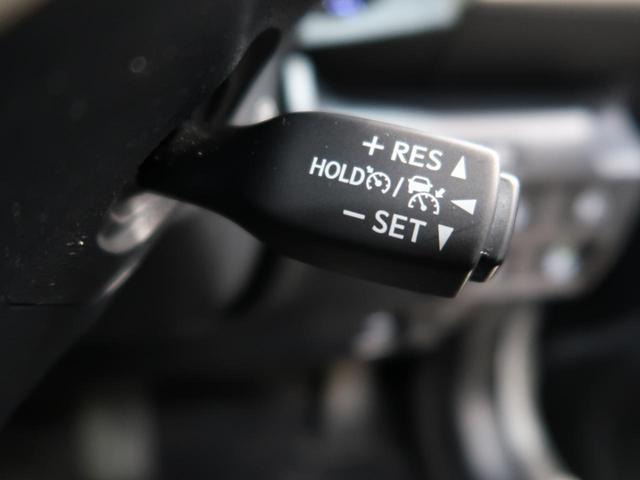 + RES ▲
HOLD / ◀
− SET ▼